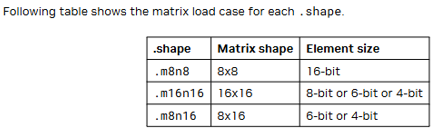 Following table shows the matrix load case for each .shape.
.shape Matrix shape Element size
.m8n8 8x8 16-bit
.m16n16 16x16 8-bit or 6-bit or 4-bit
.m8n16 8x16 6-bit or 4-bit